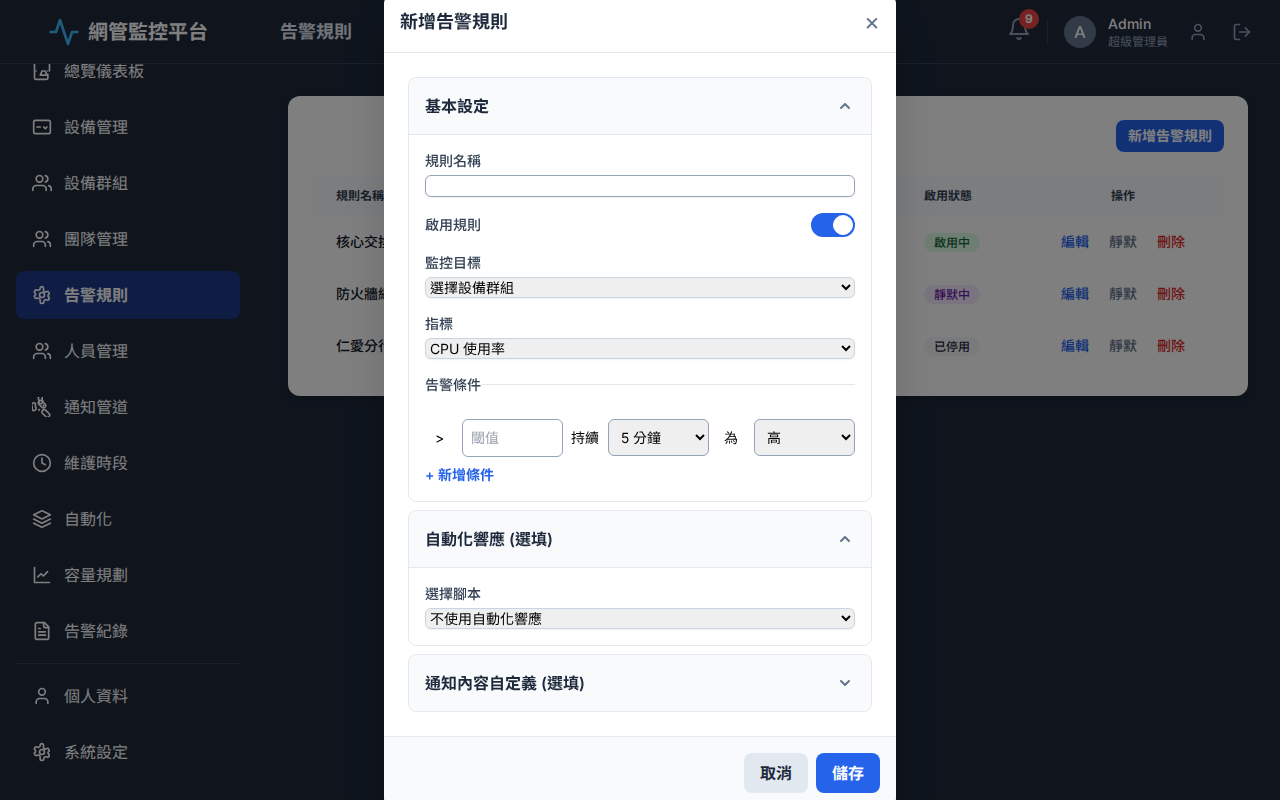 網管監控平台
告警規則
9
A
Admin
超級管理員
總覽儀表板
設備管理
設備群組
團隊管理
告警規則
人員管理
通知管道
維護時段
自動化
容量規劃
告警紀錄
個人資料
系統設定
新增告警規則
規則名稱
啟用狀態
操作
核心交
啟用中
編輯
靜默
刪除
防火牆
靜默中
編輯
靜默
刪除
仁愛分
已停用
編輯
靜默
刪除
新增告警規則
×
基本設定
規則名稱
啟用規則
監控目標
選擇設備群組
指標
CPU 使用率
告警條件
>
閾值
持續
5 分鐘
為
高
+ 新增條件
自動化響應 (選填)
選擇腳本
不使用自動化響應
通知內容自定義 (選填)
取消
儲存